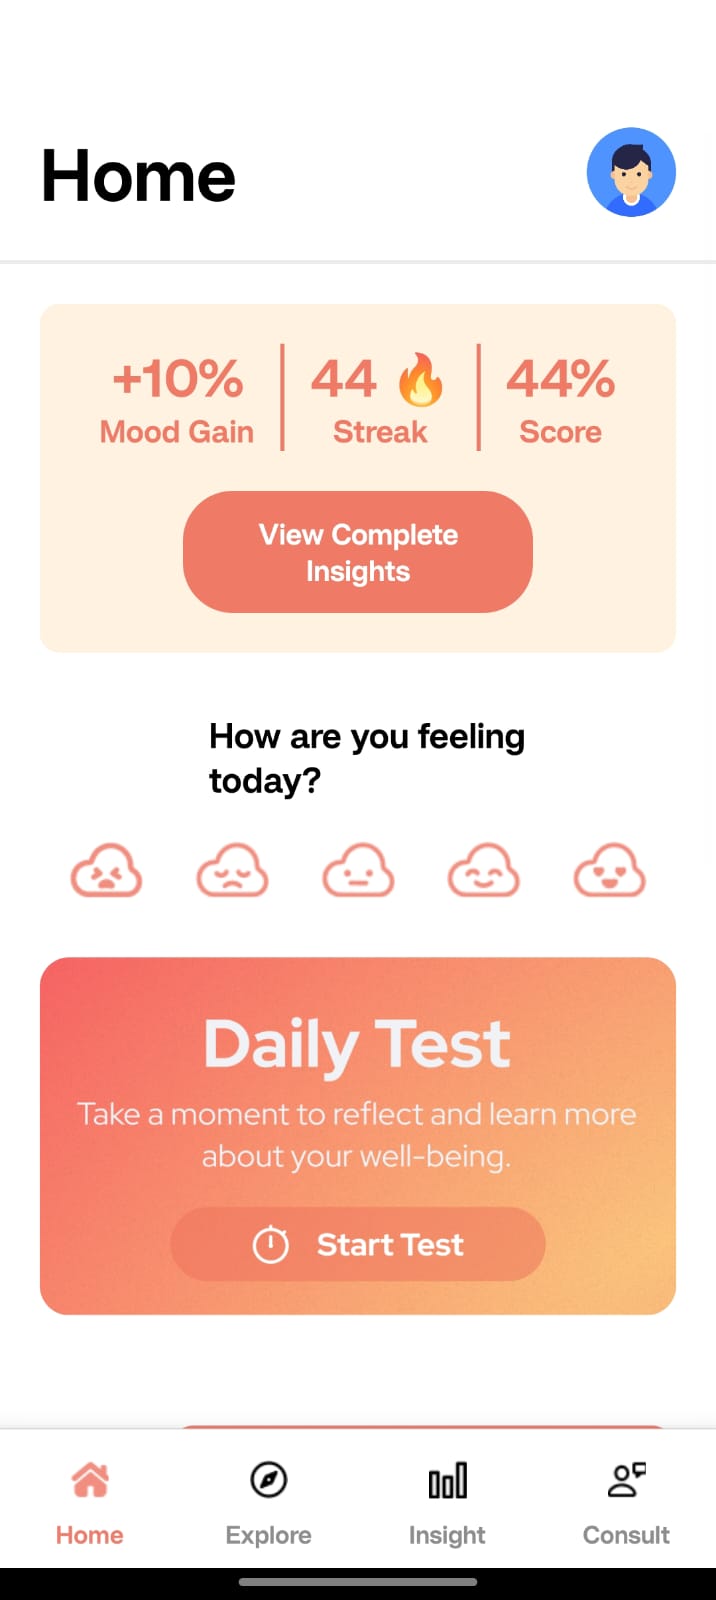 Home
+10%
44 🔥
44%
Mood Gain
Streak
Score
View Complete
Insights
How are you feeling
today?
Daily Test
Take a moment to reflect and learn more
about your well-being.
Start Test
Home
Explore
Insight
Consult